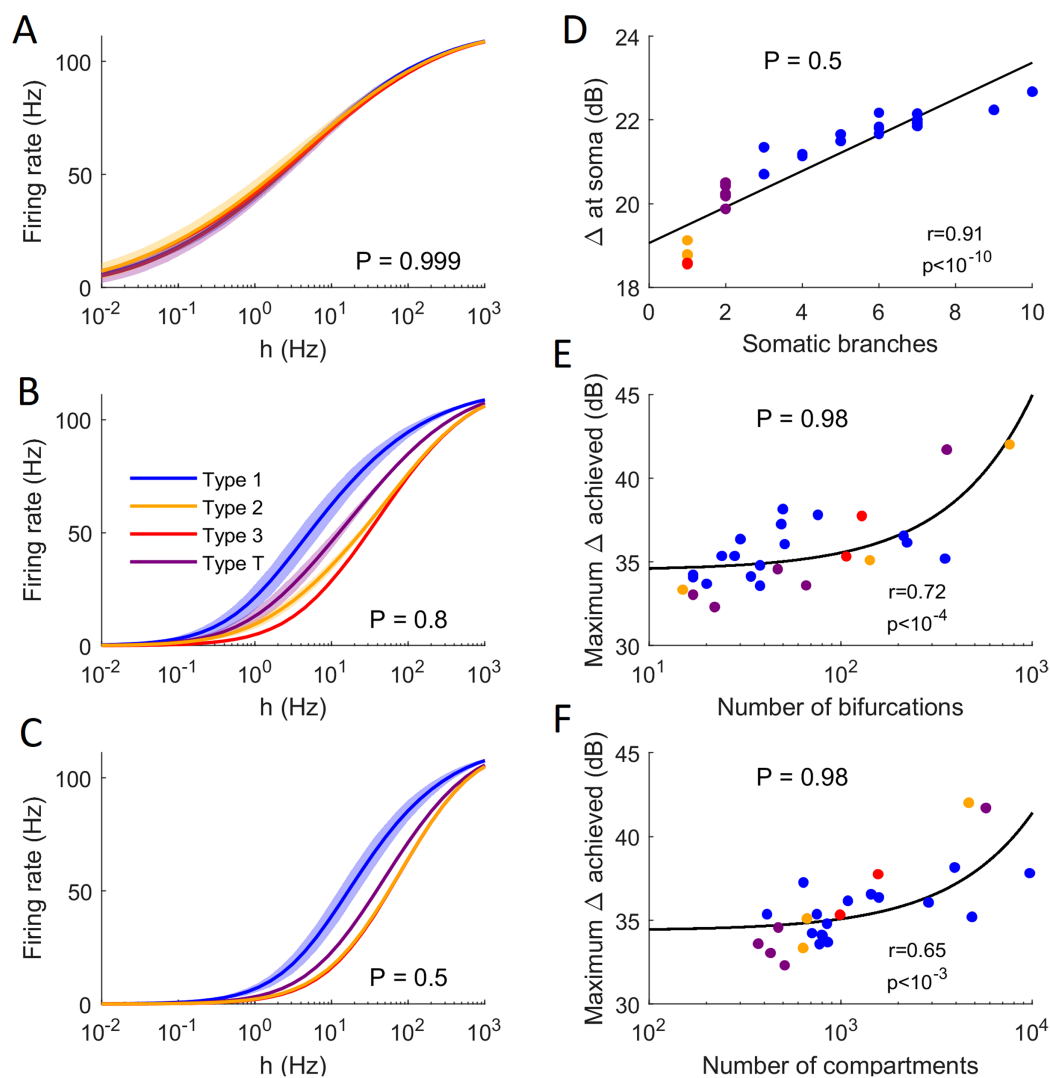 A
Firing rate (Hz)
100
50
0
P = 0.999
10^-2 10^-1 10^0 10^1 10^2 10^3
h (Hz)
B
Firing rate (Hz)
100
50
0
Type 1
Type 2
Type 3
Type T
P = 0.8
10^-2 10^-1 10^0 10^1 10^2 10^3
h (Hz)
C
Firing rate (Hz)
100
50
0
P = 0.5
10^-2 10^-1 10^0 10^1 10^2 10^3
h (Hz)
D
Δ at soma (dB)
24
22
20
18
P = 0.5
r=0.91
p<10^-10
0 2 4 6 8 10
Somatic branches
E
Maximum Δ achieved (dB)
45
40
35
30
P = 0.98
r=0.72
p<10^-4
10^1 10^2 10^3
Number of bifurcations
F
Maximum Δ achieved (dB)
45
40
35
30
P = 0.98
r=0.65
p<10^-3
10^2 10^3 10^4
Number of compartments